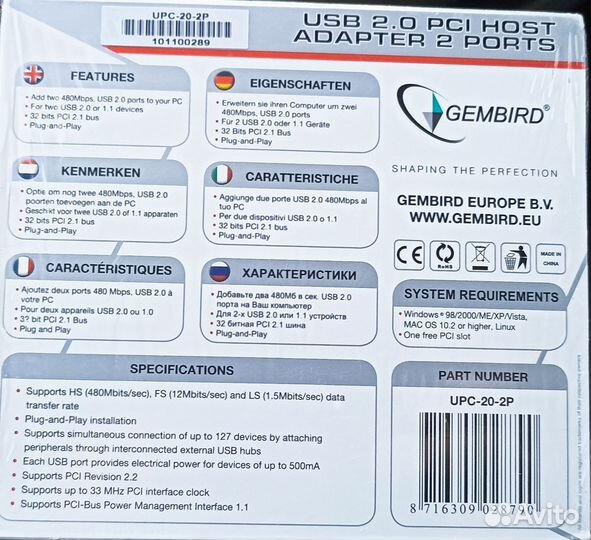 UPC-20-2P
101100289
USB 2.0 PCI HOST
ADAPTER 2 PORTS
FEATURES
• Add two 480Mbps, USB 2.0 ports to your PC
• For two USB 2.0 or 1.1 devices
• 32 bits PCI 2.1 bus
• Plug-and-Play
EIGENSCHAFTEN
• Erweitern sie ihren Computer um zwei
480Mbps, USB 2.0 ports
• Für 2 USB 2.0 oder 1.1 Geräte
• 32 Bits PCI 2.1 Bus
• Plug-and-Play
GEMBIRD®
SHAPING THE PERFECTION
GEMBIRD EUROPE B.V.
WWW.GEMBIRD.EU
KENMERKEN
• Optie om nog twee 480Mbps, USB 2.0
poorten toevoegen aan de PC
• Geschikt voor twee USB 2.0 of 1.1 apparaten
• 32 bits PCI 2.1 bus
• Plug-and-Play
CARATTERISTICHE
• Aggiunge due porte USB 2.0 480Mbps al
tuo PC
• Per due dispositivi USB 2.0 o 1.1
• 32 bits PCI 2.1 bus
• Plug-and-Play
CE
RoHS
MADE IN
CHINA
CARACTÉRISTIQUES
• Ajoutez deux ports 480 Mbps, USB 2.0 à
votre PC
• Pour deux appareils USB 2.0 ou 1.0
• 32 bit PCI 2.1 Bus
• Plug and Play
ХАРАКТЕРИСТИКИ
• Добавьте два 480Мб в сек. USB 2.0
порта на Ваш компьютер
• Для 2-х USB 2.0 или 1.1 устройств
• 32 битная PCI 2.1 шина
• Plug-and-Play
SYSTEM REQUIREMENTS
• Windows® 98/2000/ME/XP/Vista,
MAC OS 10.2 or higher, Linux
• One free PCI slot
SPECIFICATIONS
• Supports HS (480Mbits/sec), FS (12Mbits/sec) and LS (1.5Mbits/sec) data
transfer rate
• Plug-and-Play installation
• Supports simultaneous connection of up to 127 devices by attaching
peripherals through interconnected external USB hubs
• Each USB port provides electrical power for devices of up to 500mA
• Supports PCI Revision 2.2
• Supports up to 33 MHz PCI interface clock
• Supports PCI-Bus Power Management Interface 1.1
PART NUMBER
UPC-20-2P
8 716309 028790
Avito